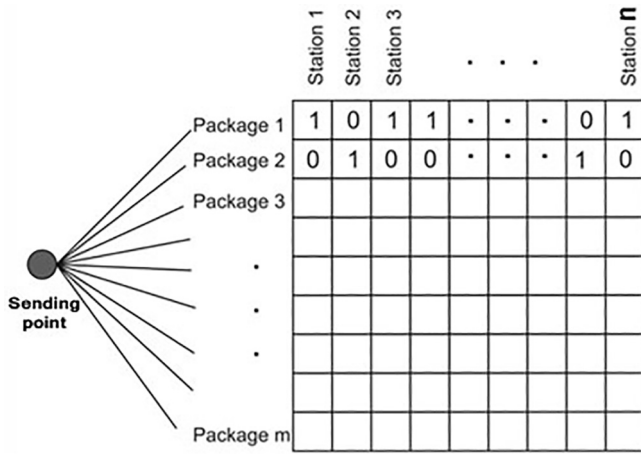 Station 1
Station 2
Station 3
. . .
Station n
Package 1 1 0 1 1 . . . 0 1
Package 2 0 1 0 0 . . . 1 0
Package 3
.
Sending
point
.
.
Package m